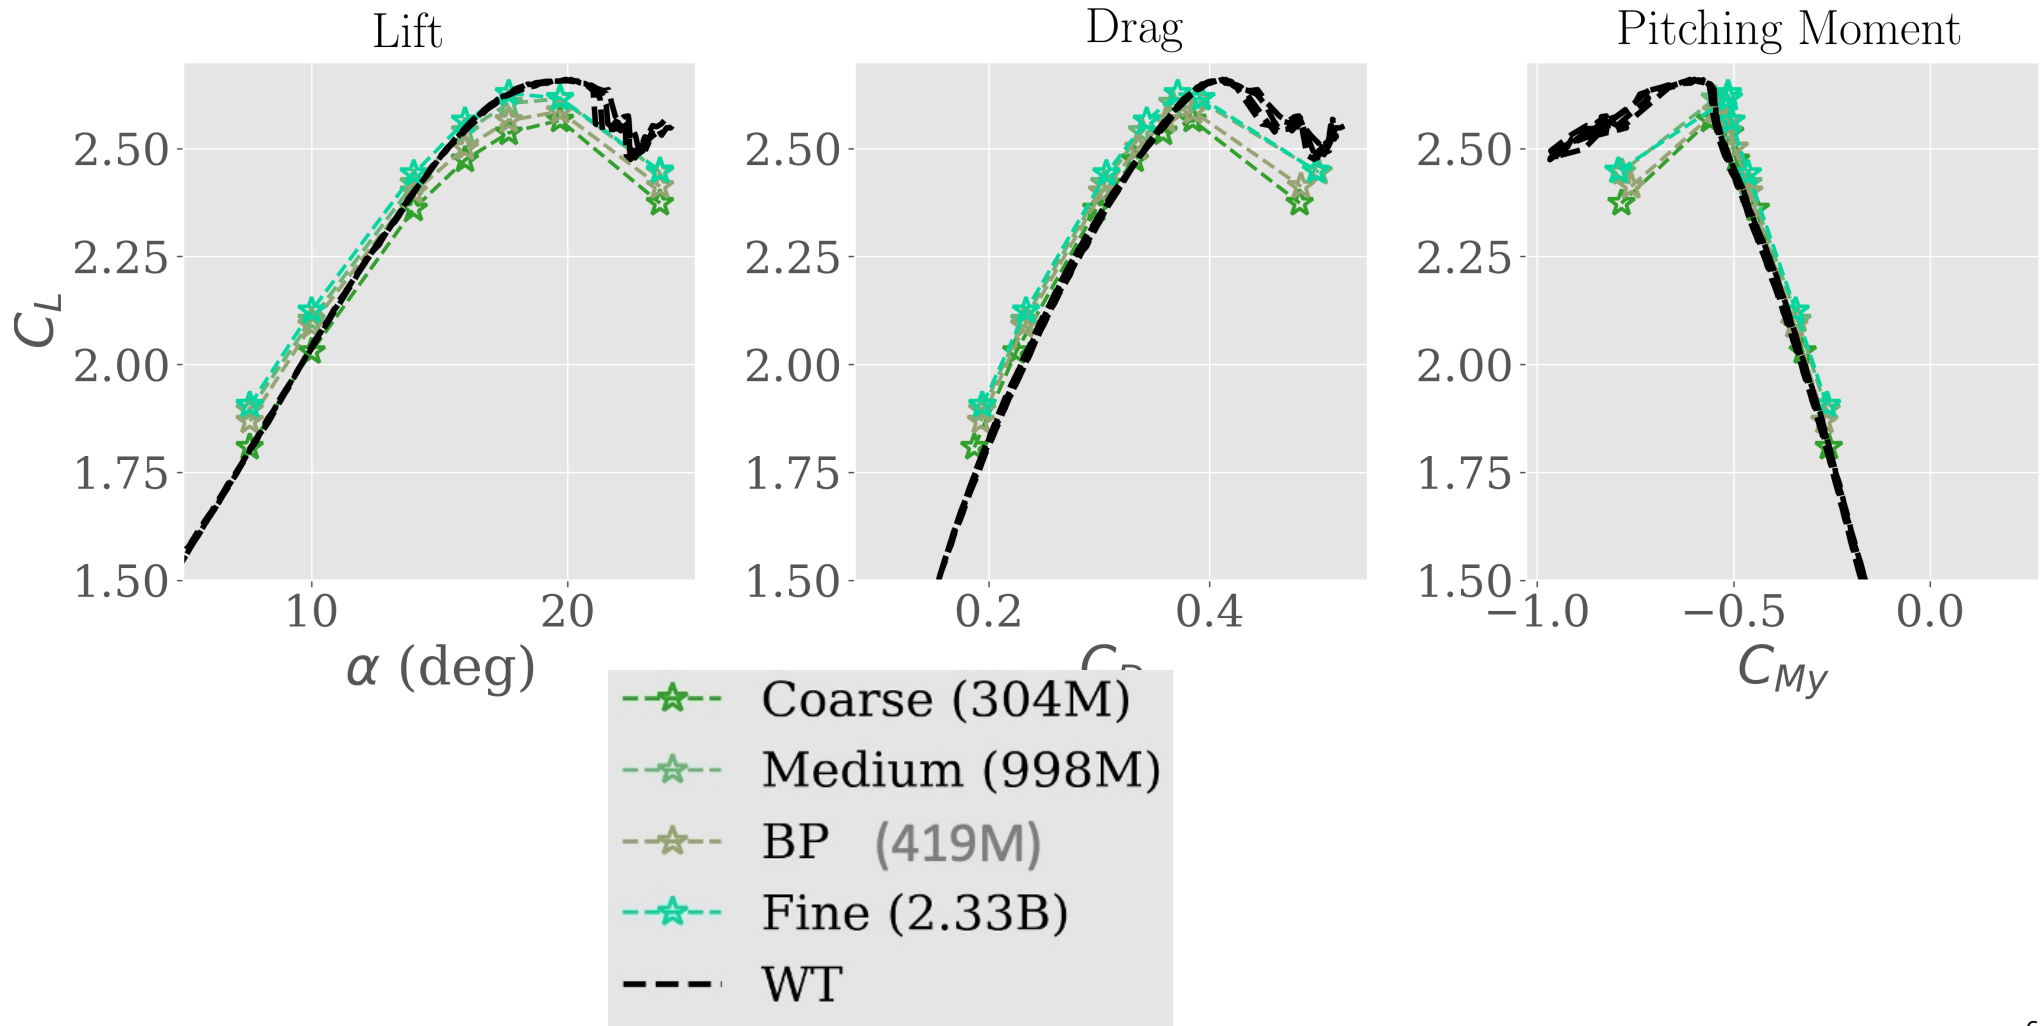 Lift
Drag
Pitching Moment
C_L
2.50
2.25
2.00
1.75
1.50
10
20
α (deg)
2.50
2.25
2.00
1.75
1.50
0.2
0.4
2.50
2.25
2.00
1.75
1.50
−1.0
−0.5
0.0
C_My
Coarse (304M)
Medium (998M)
BP (419M)
Fine (2.33B)
WT